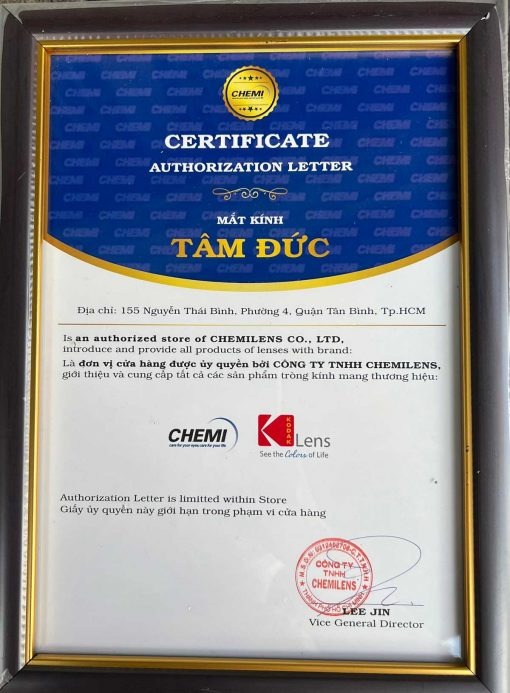 CHEMI
CERTIFICATE
AUTHORIZATION LETTER
MẮT KÍNH
TÂM ĐỨC
Địa chỉ: 155 Nguyễn Thái Bình, Phường 4, Quận Tân Bình, Tp.HCM
Is an authorized store of CHEMILENS CO., LTD,
introduce and provide all products of lenses with brand:
Là đơn vị cửa hàng được ủy quyền bởi CÔNG TY TNHH CHEMILENS,
giới thiệu và cung cấp tất cả các sản phẩm tròng kính mang thương hiệu:
CHEMI
care for your eyes, care for your life.
KODAK
Lens
See the Colors of Life
Authorization Letter is limitted within Store
Giấy ủy quyền này giới hạn trong phạm vi cửa hàng
CÔNG TY
TNHH
CHEMILENS
THÀNH PHỐ HỒ CHÍ MINH
LEE JIN
Vice General Director